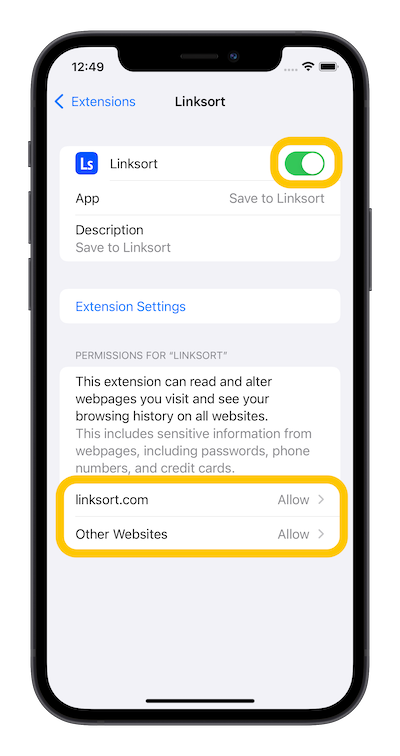 12:49
Extensions
Linksort
Ls
Linksort
App
Save to Linksort
Description
Save to Linksort
Extension Settings
PERMISSIONS FOR “LINKSORT”
This extension can read and alter
webpages you visit and see your
browsing history on all websites.
This includes sensitive information from
webpages, including passwords, phone
numbers, and credit cards.
linksort.com
Allow
Other Websites
Allow